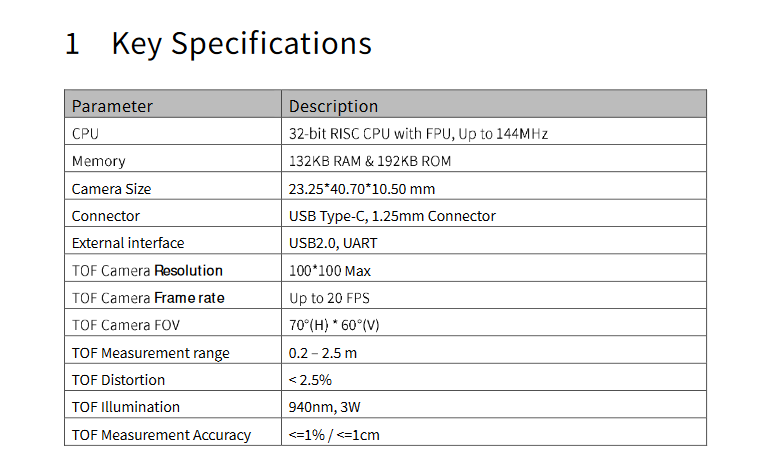 1 Key Specifications
Parameter Description
CPU 32-bit RISC CPU with FPU, Up to 144MHz
Memory 132KB RAM & 192KB ROM
Camera Size 23.25*40.70*10.50 mm
Connector USB Type-C, 1.25mm Connector
External interface USB2.0, UART
TOF Camera Resolution 100*100 Max
TOF Camera Frame rate Up to 20 FPS
TOF Camera FOV 70°(H) * 60°(V)
TOF Measurement range 0.2 – 2.5 m
TOF Distortion < 2.5%
TOF Illumination 940nm, 3W
TOF Measurement Accuracy <=1% / <=1cm